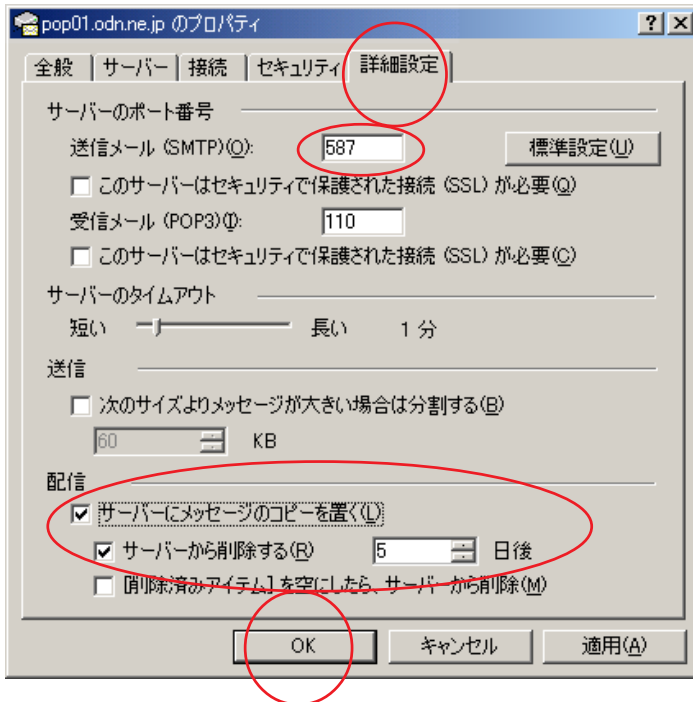 pop01.odn.ne.jp のプロパティ
全般 サーバー 接続 セキュリティ 詳細設定
サーバーのポート番号
送信メール (SMTP)(O): 587 標準設定(U)
このサーバーはセキュリティで保護された接続 (SSL) が必要(Q)
受信メール (POP3)(I): 110
このサーバーはセキュリティで保護された接続 (SSL) が必要(C)
サーバーのタイムアウト
短い 長い 1 分
送信
次のサイズよりメッセージが大きい場合は分割する(B)
60 KB
配信
サーバーにメッセージのコピーを置く(L)
サーバーから削除する(R) 5 日後
[削除済みアイテム] を空にしたら、サーバーから削除(M)
OK キャンセル 適用(A)